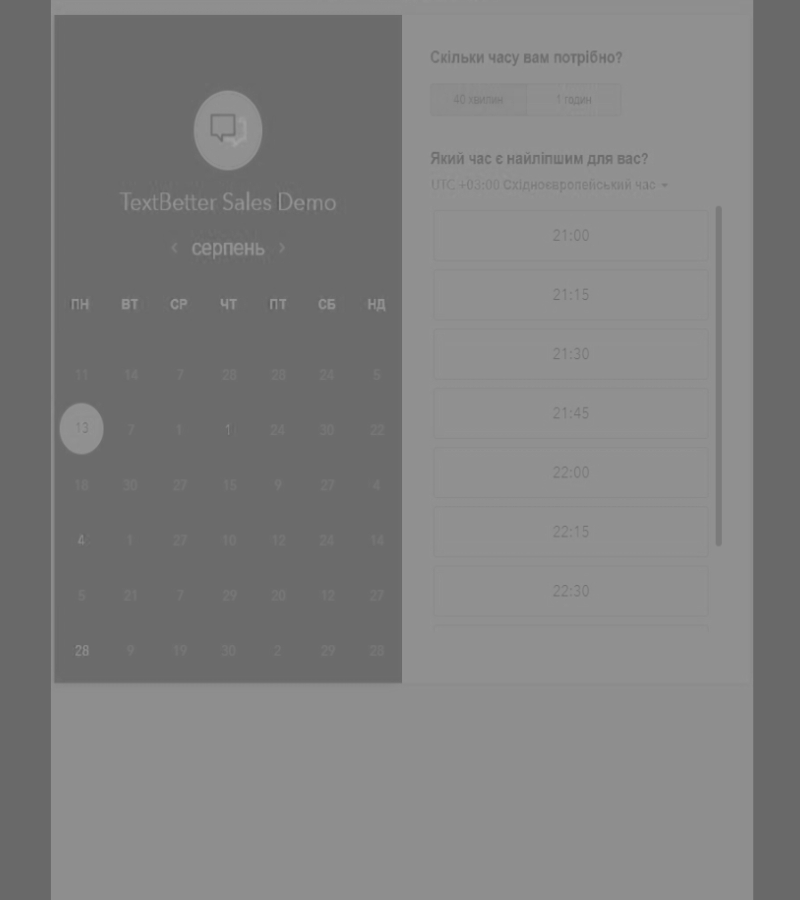 TextBetter Sales Demo
< серпень >
ПН ВТ СР ЧТ ПТ СБ НД
11 14 7 28 28 24 5
13 7 1 1 24 30 22
18 30 27 15 9 27 4
4 1 27 10 12 24 14
5 21 7 29 20 12 27
28 9 19 30 2 29 28
Скільки часу вам потрібно?
40 хвилин 1 годин
Який час є найліпшим для вас?
UTC +03:00 Східноєвропейський час
21:00
21:15
21:30
21:45
22:00
22:15
22:30